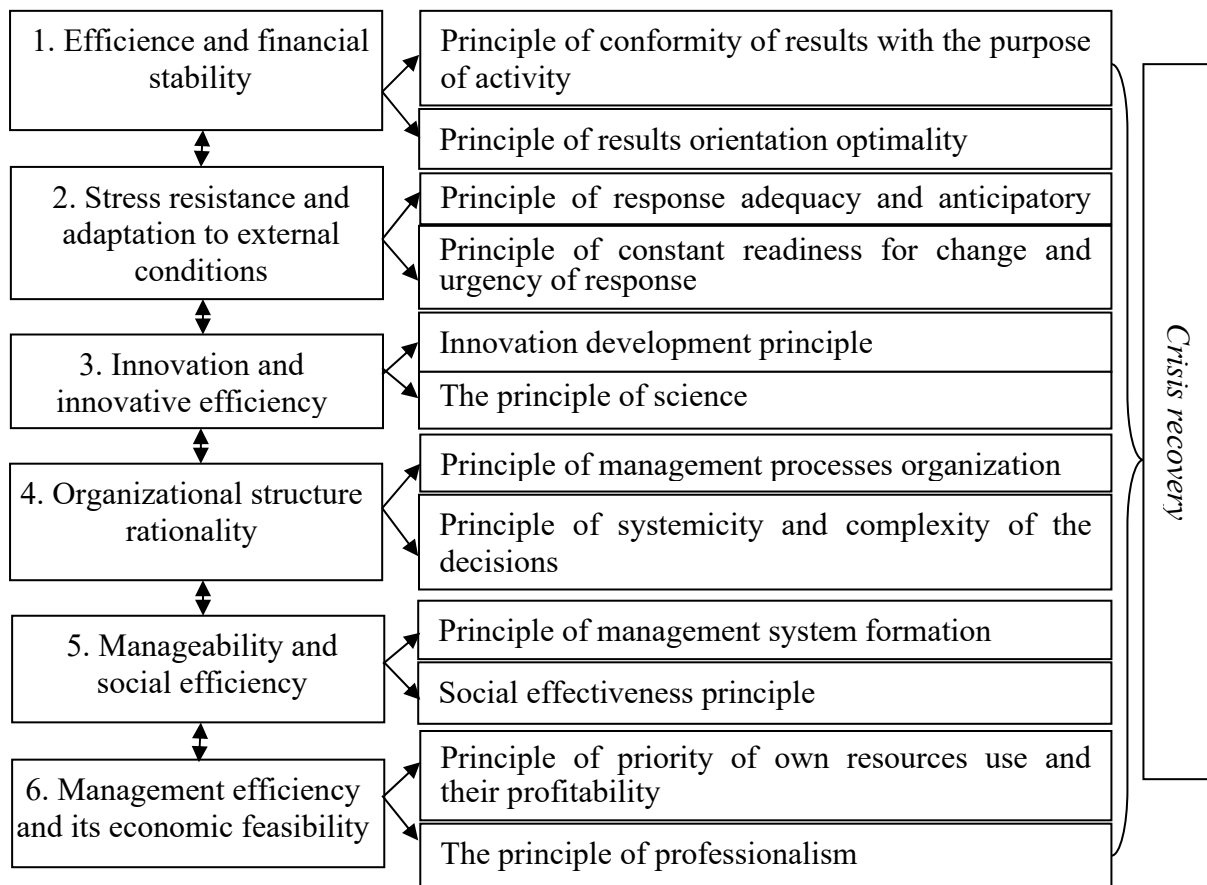 1. Efficience and financial
stability
Principle of conformity of results with the purpose
of activity
Principle of results orientation optimality
2. Stress resistance and
adaptation to external
conditions
Principle of response adequacy and anticipatory
Principle of constant readiness for change and
urgency of response
3. Innovation and
innovative efficiency
Innovation development principle
The principle of science
4. Organizational structure
rationality
Principle of management processes organization
Principle of systemicity and complexity of the
decisions
5. Manageability and
social efficiency
Principle of management system formation
Social effectiveness principle
6. Management efficiency
and its economic feasibility
Principle of priority of own resources use and
their profitability
The principle of professionalism
Crisis recovery